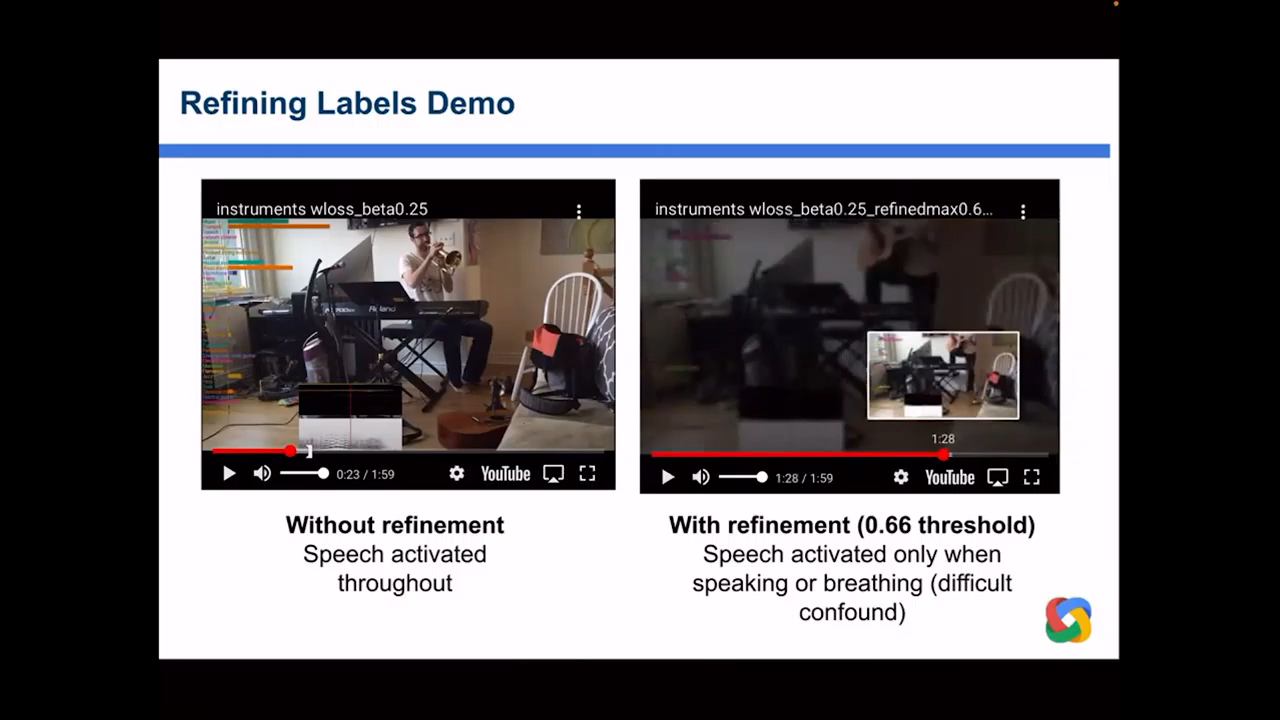 Refining Labels Demo
instruments wloss_beta0.25
instruments wloss_beta0.25_refinedmax0.6...
Roland
0:23 / 1:59
YouTube
1:28
1:28 / 1:59
YouTube
Without refinement
Speech activated
throughout
With refinement (0.66 threshold)
Speech activated only when
speaking or breathing (difficult
confound)